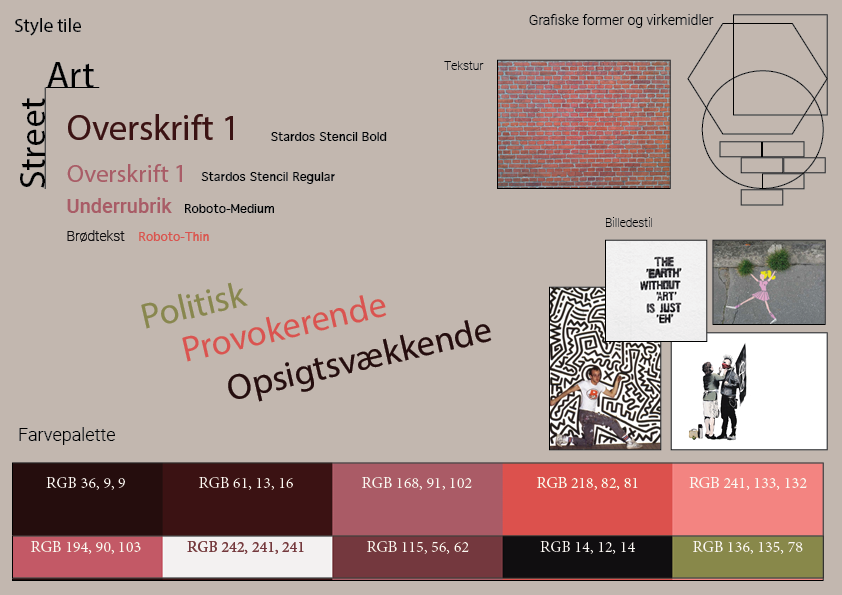 Style tile
Grafiske former og virkemidler
Art
Street
Tekstur
Overskrift 1 Stardos Stencil Bold
Overskrift 1 Stardos Stencil Regular
Underrubrik Roboto-Medium
Brødtekst Roboto-Thin
Billedestil
THE
'EARTH'
WITHOUT
'ART'
IS JUST
'EH'
Politisk
Provokerende
Opsigtsvækkende
Farvepalette
RGB 36, 9, 9
RGB 61, 13, 16
RGB 168, 91, 102
RGB 218, 82, 81
RGB 241, 133, 132
RGB 194, 90, 103
RGB 242, 241, 241
RGB 115, 56, 62
RGB 14, 12, 14
RGB 136, 135, 78